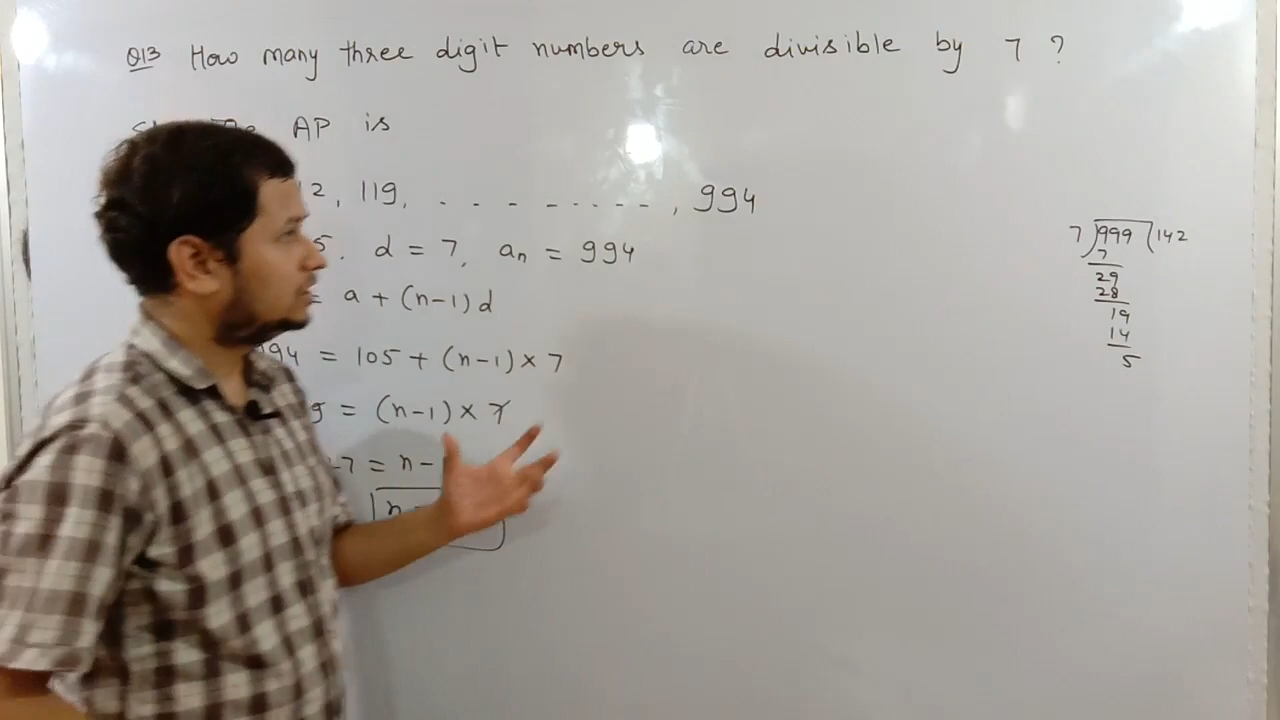 Q13 How many three digit numbers are divisible by 7 ?
AP is
119, . . . . . . . . . , 994
d = 7, aₙ = 994
= a + (n-1) d
= 105 + (n-1) × 7
= (n-1) × 7
7 = n-
n
7)999(142
7
29
28
19
14
5